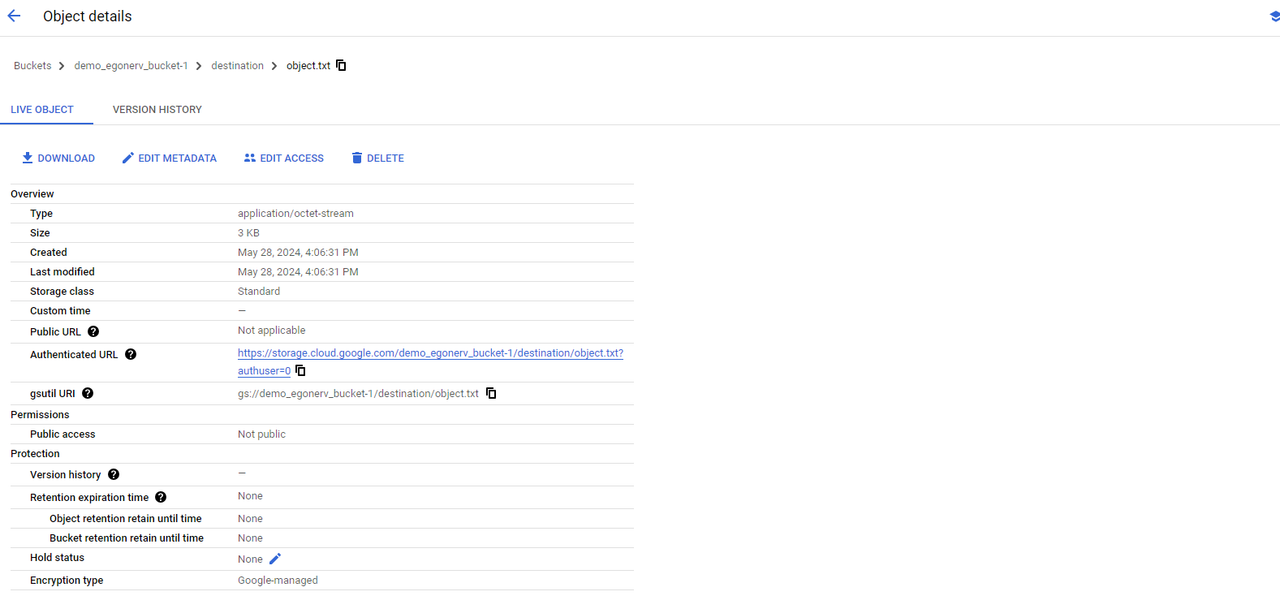 Object details
Buckets > demo_egonerv_bucket-1 > destination > object.txt
LIVE OBJECT VERSION HISTORY
DOWNLOAD EDIT METADATA EDIT ACCESS DELETE
Overview
Type application/octet-stream
Size 3 KB
Created May 28, 2024, 4:06:31 PM
Last modified May 28, 2024, 4:06:31 PM
Storage class Standard
Custom time —
Public URL ? Not applicable
Authenticated URL ? https://storage.cloud.google.com/demo_egonerv_bucket-1/destination/object.txt?
authuser=0
gsutil URI ? gs://demo_egonerv_bucket-1/destination/object.txt
Permissions
Public access Not public
Protection
Version history ? —
Retention expiration time ? None
Object retention retain until time None
Bucket retention retain until time None
Hold status None
Encryption type Google-managed